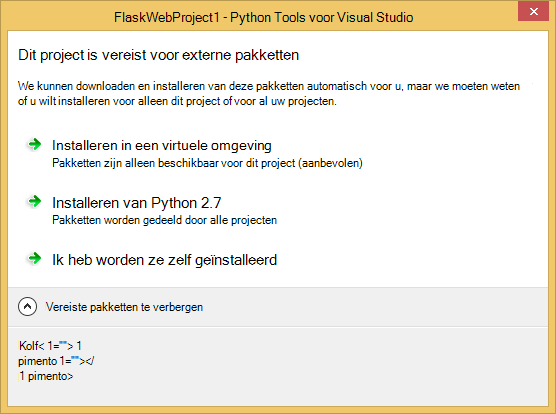 FlaskWebProject1 - Python Tools voor Visual Studio
Dit project is vereist voor externe pakketten
We kunnen downloaden en installeren van deze pakketten automatisch voor u, maar we moeten weten
of u wilt installeren voor alleen dit project of voor al uw projecten.
Installeren in een virtuele omgeving
Pakketten zijn alleen beschikbaar voor dit project (aanbevolen)
Installeren van Python 2.7
Pakketten worden gedeeld door alle projecten
Ik heb worden ze zelf geïnstalleerd
Vereiste pakketten te verbergen
Kolf< 1=""> 1
pimento 1=""></
1 pimento>